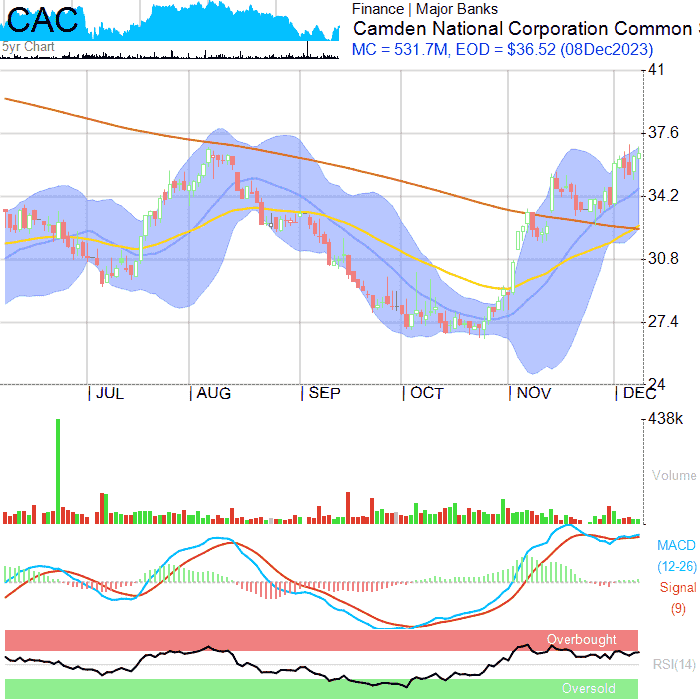 CAC
5yr Chart
Finance | Major Banks
Camden National Corporation Common
MC = 531.7M, EOD = $36.52 (08Dec2023)
41
37.6
34.2
30.8
27.4
24
| JUL | AUG | SEP | OCT | NOV | DEC
438k
Volume
MACD
(12-26)
Signal
(9)
Overbought
RSI(14)
Oversold